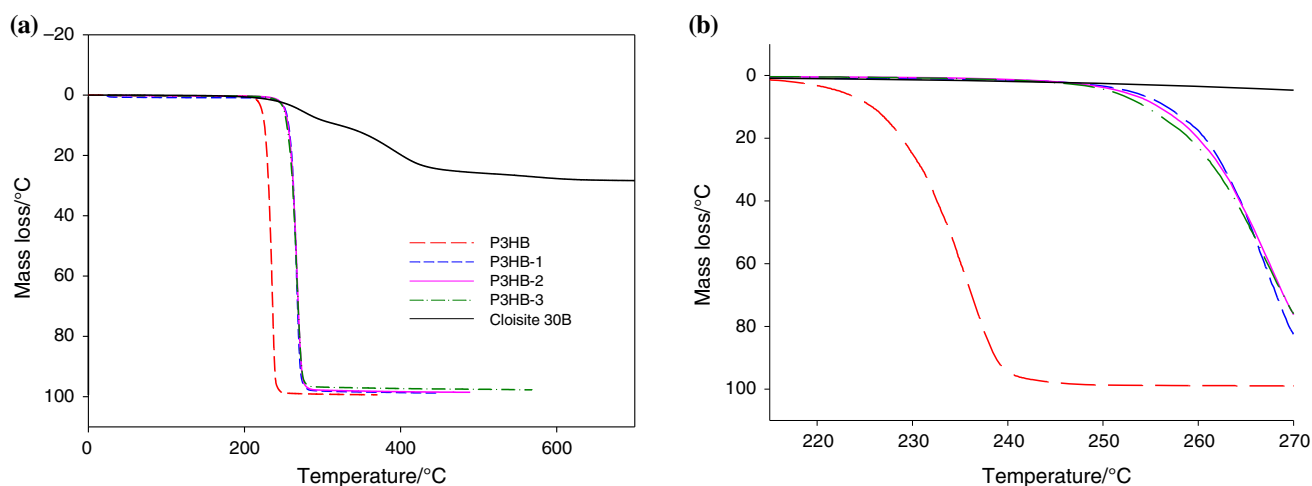 (a)
–20
0
20
40
60
80
100
Mass loss/°C
0 200 400 600
Temperature/°C
P3HB
P3HB-1
P3HB-2
P3HB-3
Cloisite 30B
(b)
0
20
40
60
80
100
Mass loss/°C
220 230 240 250 260 270
Temperature/°C